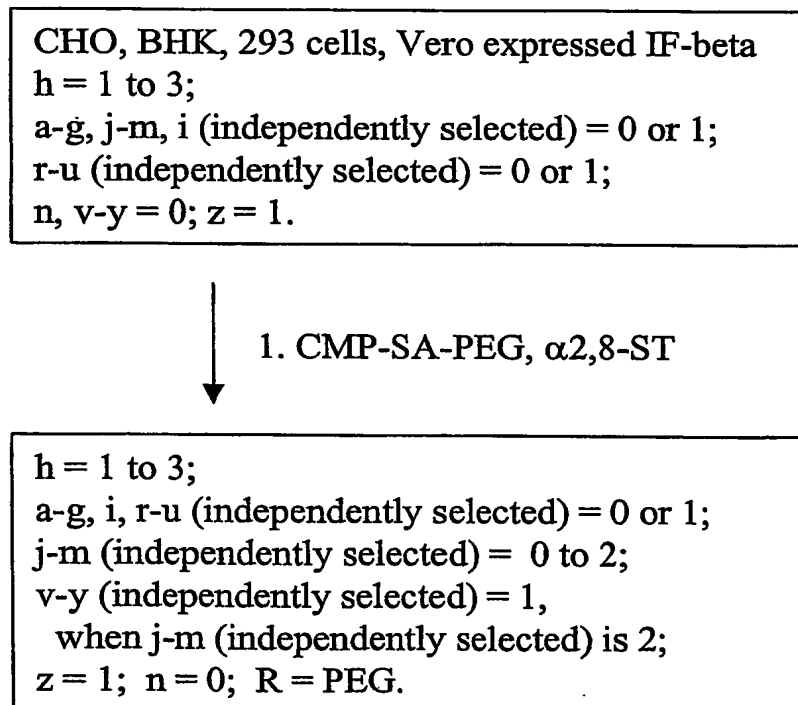 CHO, BHK, 293 cells, Vero expressed IF-beta
h = 1 to 3;
a-g, j-m, i (independently selected) = 0 or 1;
r-u (independently selected) = 0 or 1;
n, v-y = 0; z = 1.
1. CMP-SA-PEG, α2,8-ST
h = 1 to 3;
a-g, i, r-u (independently selected) = 0 or 1;
j-m (independently selected) = 0 to 2;
v-y (independently selected) = 1,
when j-m (independently selected) is 2;
z = 1; n = 0; R = PEG.